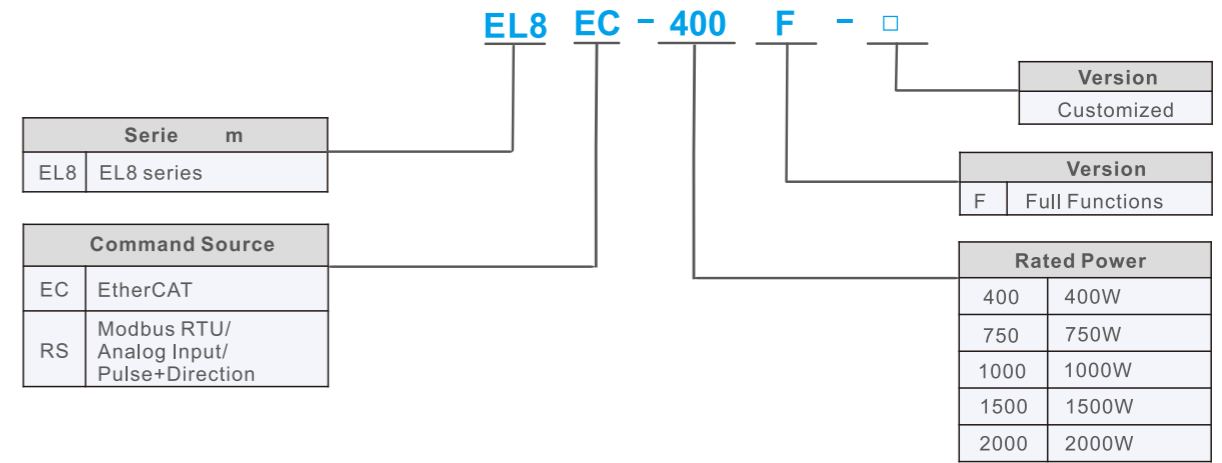 EL8 EC - 400 F - □
Version
Customized
Serie m
EL8 EL8 series
Version
F Full Functions
Command Source
EC EtherCAT
RS Modbus RTU/
Analog Input/
Pulse+Direction
Rated Power
400 400W
750 750W
1000 1000W
1500 1500W
2000 2000W